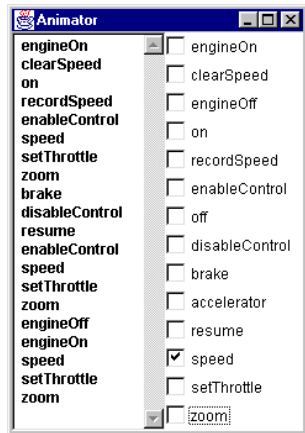 Animator
engineOn
clearSpeed
on
recordSpeed
enableControl
speed
setThrottle
zoom
brake
disableControl
resume
enableControl
speed
setThrottle
zoom
engineOff
engineOn
speed
setThrottle
zoom
engineOn
clearSpeed
engineOff
on
recordSpeed
enableControl
off
disableControl
brake
accelerator
resume
speed
setThrottle
zoom